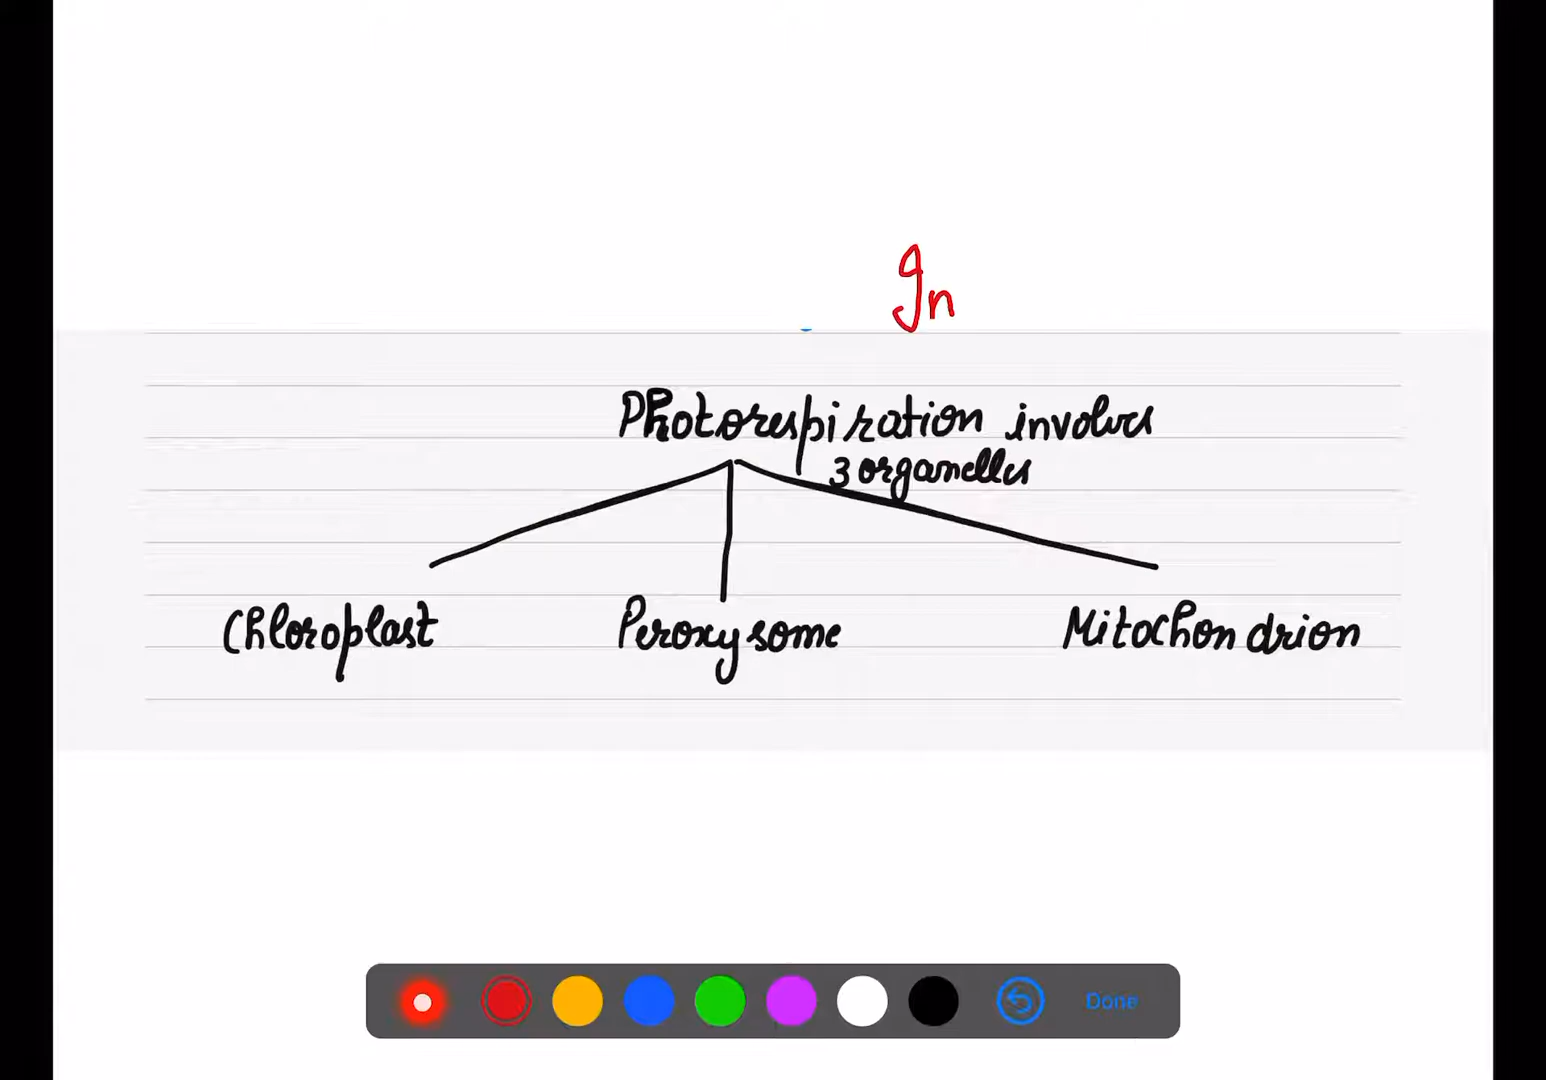 In
Photorespiration involves
3 organelles
Chloroplast
Peroxysome
Mitochondrion
Done